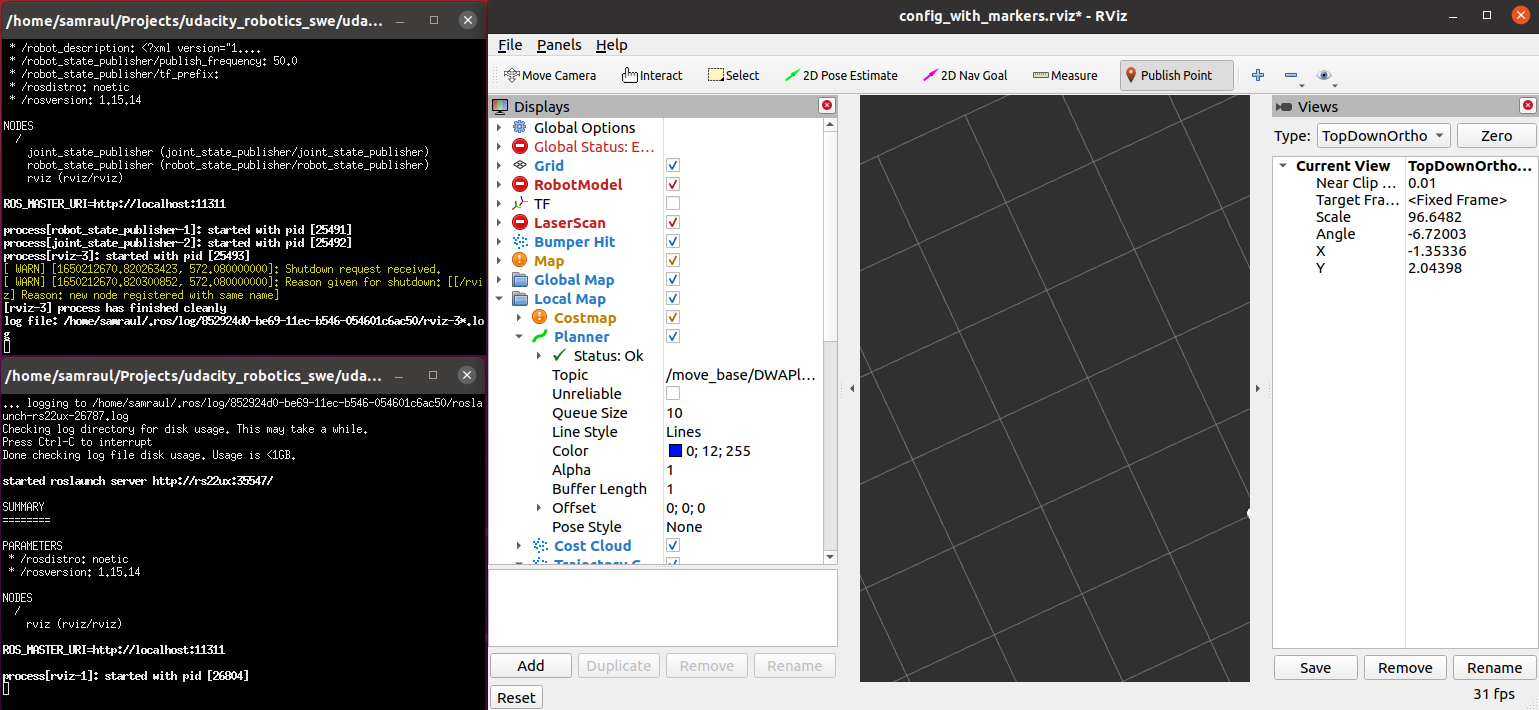 /home/samraul/Projects/udacity_robotics_swe/uda...
* /robot_description: <?xml version="1....
* /robot_state_publisher/publish_frequency: 50.0
* /robot_state_publisher/tf_prefix:
* /rosdistro: noetic
* /rosversion: 1.15.14
NODES
/
joint_state_publisher (joint_state_publisher/joint_state_publisher)
robot_state_publisher (robot_state_publisher/robot_state_publisher)
rviz (rviz/rviz)
ROS_MASTER_URI=http://localhost:11311
process[robot_state_publisher-1]: started with pid [25491]
process[joint_state_publisher-2]: started with pid [25492]
process[rviz-3]: started with pid [25493]
[ WARN] [1650212670.820263423, 572.080000000]: Shutdown request received.
[ WARN] [1650212670.820300852, 572.080000000]: Reason given for shutdown: [[/rvi
z] Reason: new node registered with same name]
[rviz-3] process has finished cleanly
log file: /home/samraul/.ros/log/852924d0-be69-11ec-b546-054601c6ac50/rviz-3*.lo
g
/home/samraul/Projects/udacity_robotics_swe/uda...
... logging to /home/samraul/.ros/log/852924d0-be69-11ec-b546-054601c6ac50/rosla
unch-rs22ux-26787.log
Checking log directory for disk usage. This may take a while.
Press Ctrl-C to interrupt
Done checking log file disk usage. Usage is <1GB.
started roslaunch server http://rs22ux:35547/
SUMMARY
========
PARAMETERS
* /rosdistro: noetic
* /rosversion: 1.15.14
NODES
/
rviz (rviz/rviz)
ROS_MASTER_URI=http://localhost:11311
process[rviz-1]: started with pid [26804]
config_with_markers.rviz* - RViz
File Panels Help
Move Camera Interact Select 2D Pose Estimate 2D Nav Goal Measure Publish Point
Displays
Global Options
Global Status: E...
Grid
RobotModel
TF
LaserScan
Bumper Hit
Map
Global Map
Local Map
Costmap
Planner
Status: Ok
Topic /move_base/DWAPl...
Unreliable
Queue Size 10
Line Style Lines
Color 0; 12; 255
Alpha 1
Buffer Length 1
Offset 0; 0; 0
Pose Style None
Cost Cloud
Trajectory C
Add Duplicate Remove Rename
Reset
Views
Type: TopDownOrtho Zero
Current View TopDownOrtho...
Near Clip ... 0.01
Target Fra... <Fixed Frame>
Scale 96.6482
Angle -6.72003
X -1.35336
Y 2.04398
Save Remove Rename
31 fps